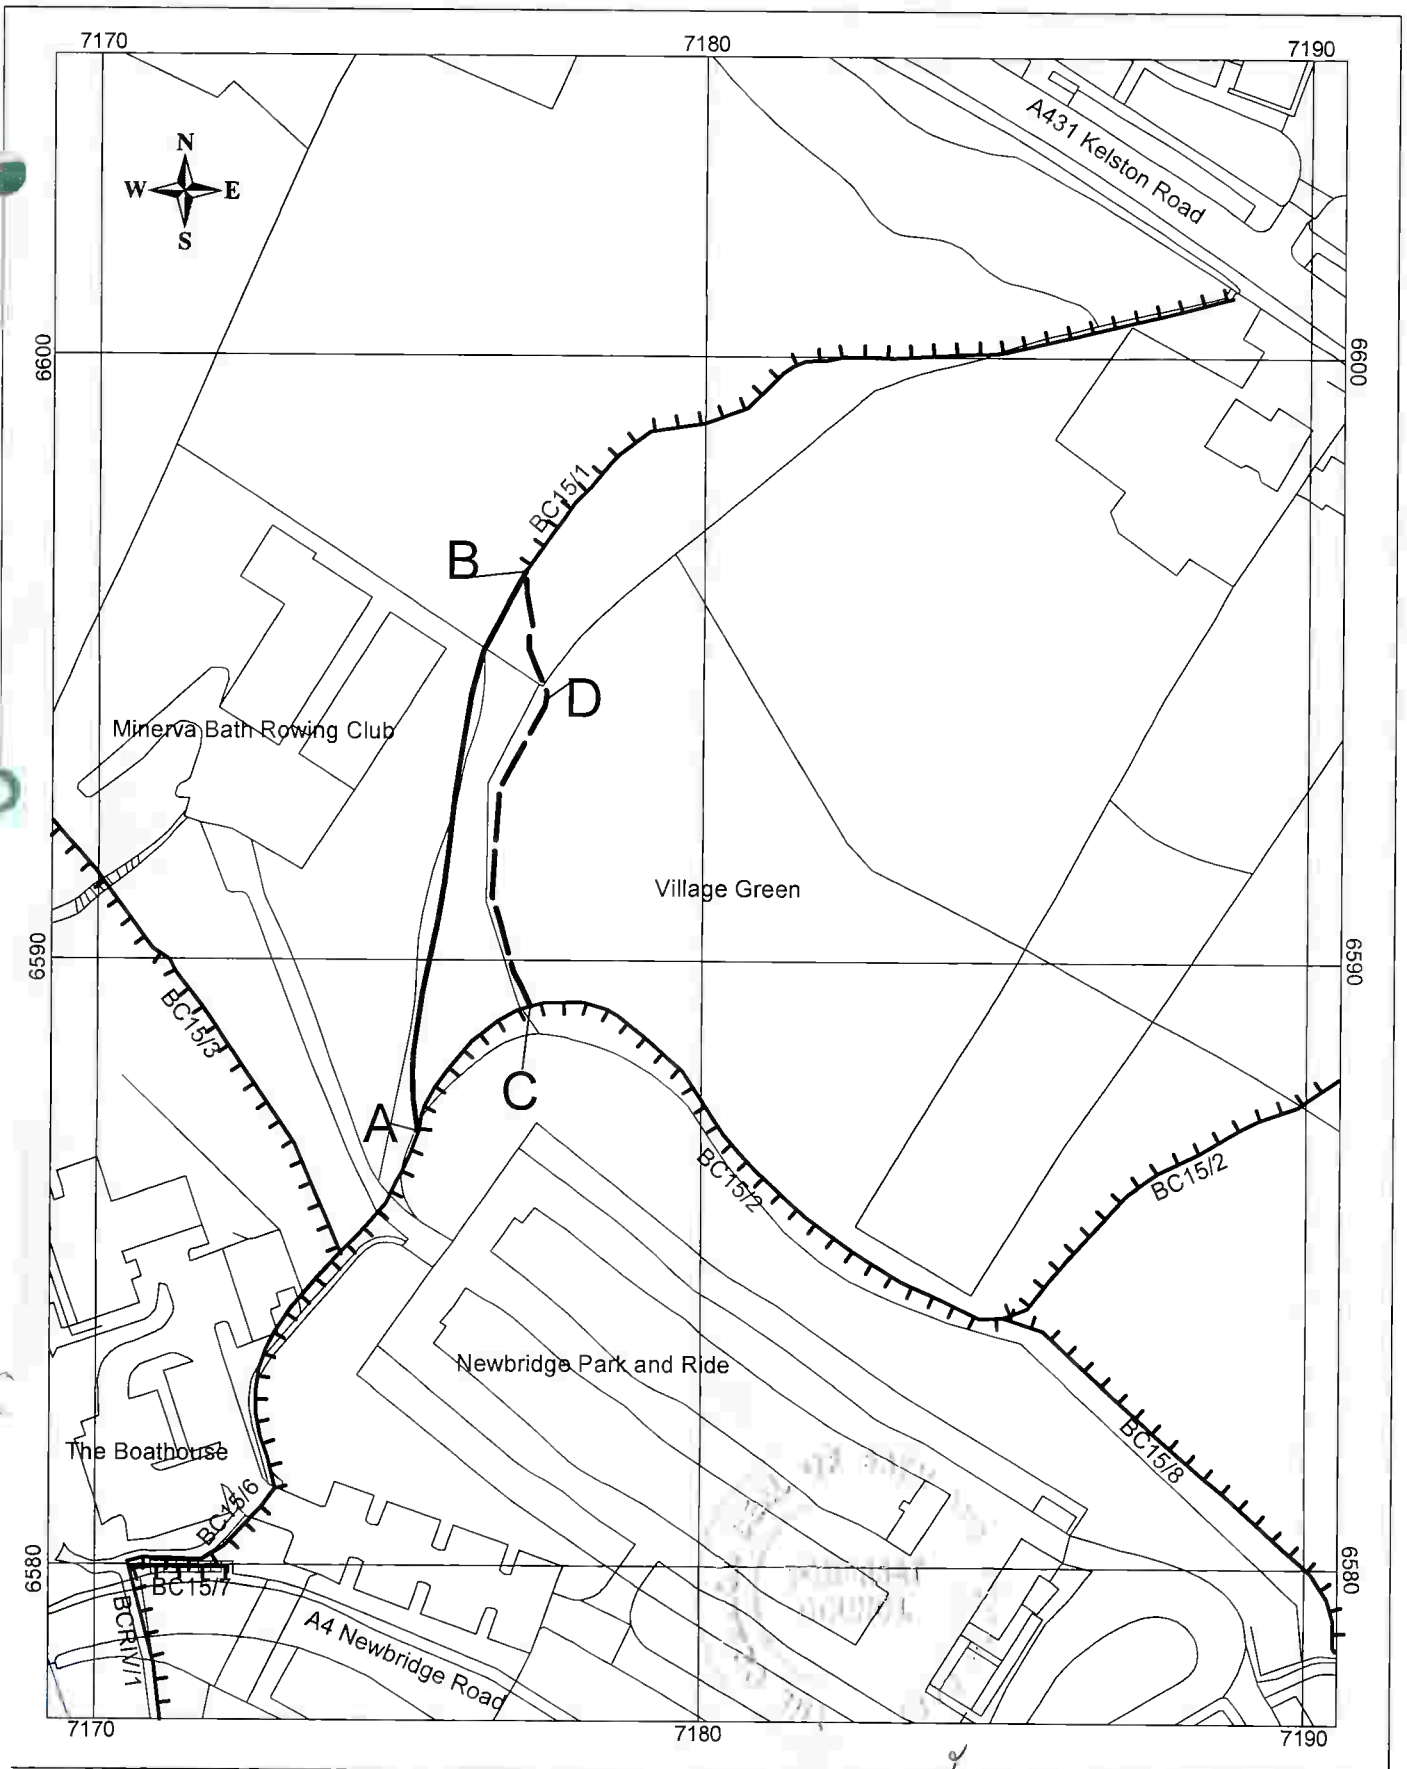 7170 7180 7190
A431 Kelston Road
N
W E
S
6600 6600
BC15/1
B
D
Minerva Bath Rowing Club
Village Green
6590 6590
BC15/3
C
A
BC15/2
BC15/2
Newbridge Park and Ride
BC15/8
The Boathouse
BC15/6
6580 6580
BC15/7
BCRIV/1
A4 Newbridge Road
7170 7180 7190